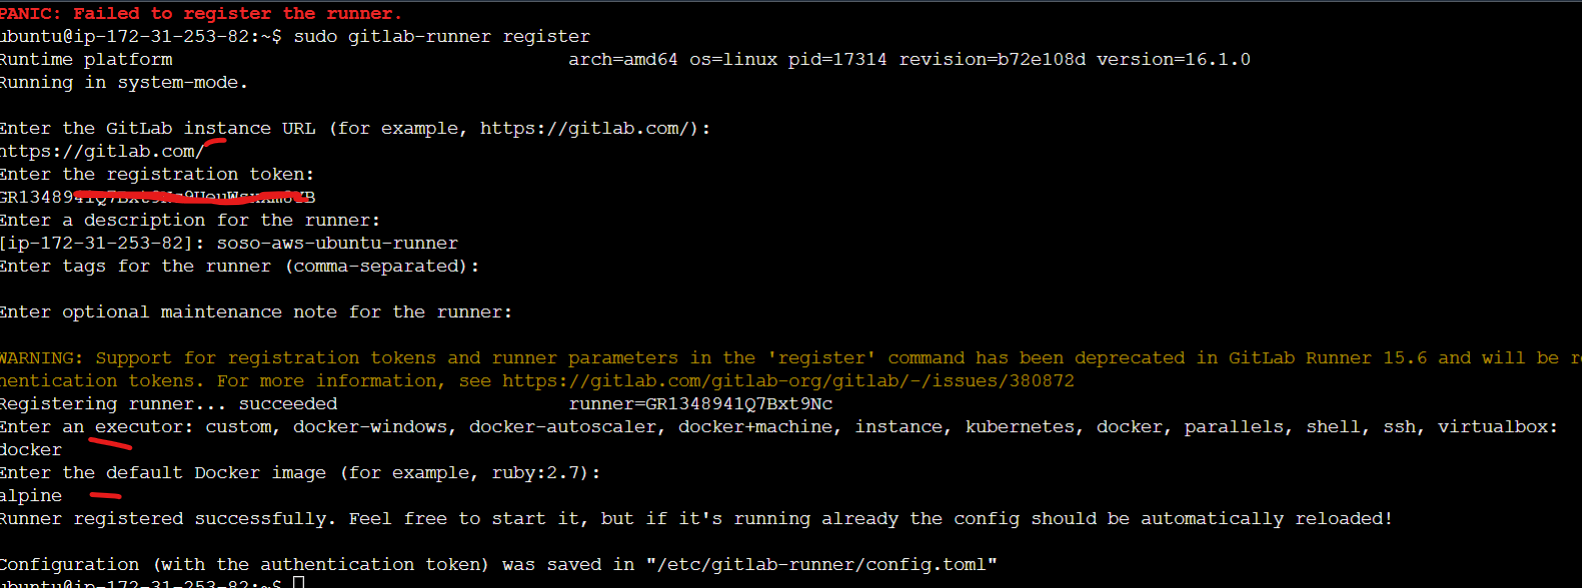 PANIC: Failed to register the runner.
ubuntu@ip-172-31-253-82:~$ sudo gitlab-runner register
Runtime platform arch=amd64 os=linux pid=17314 revision=b72e108d version=16.1.0
Running in system-mode.
Enter the GitLab instance URL (for example, https://gitlab.com/):
https://gitlab.com/
Enter the registration token:
Enter a description for the runner:
[ip-172-31-253-82]: soso-aws-ubuntu-runner
Enter tags for the runner (comma-separated):
Enter optional maintenance note for the runner:
WARNING: Support for registration tokens and runner parameters in the 'register' command has been deprecated in GitLab Runner 15.6 and will be
hentication tokens. For more information, see https://gitlab.com/gitlab-org/gitlab/-/issues/380872
Registering runner... succeeded runner=GR1348941Q7Bxt9Nc
Enter an executor: custom, docker-windows, docker-autoscaler, docker+machine, instance, kubernetes, docker, parallels, shell, ssh, virtualbox:
docker
Enter the default Docker image (for example, ruby:2.7):
alpine
Runner registered successfully. Feel free to start it, but if it's running already the config should be automatically reloaded!
Configuration (with the authentication token) was saved in "/etc/gitlab-runner/config.toml"
ubuntu@ip-172-31-253-82:~$